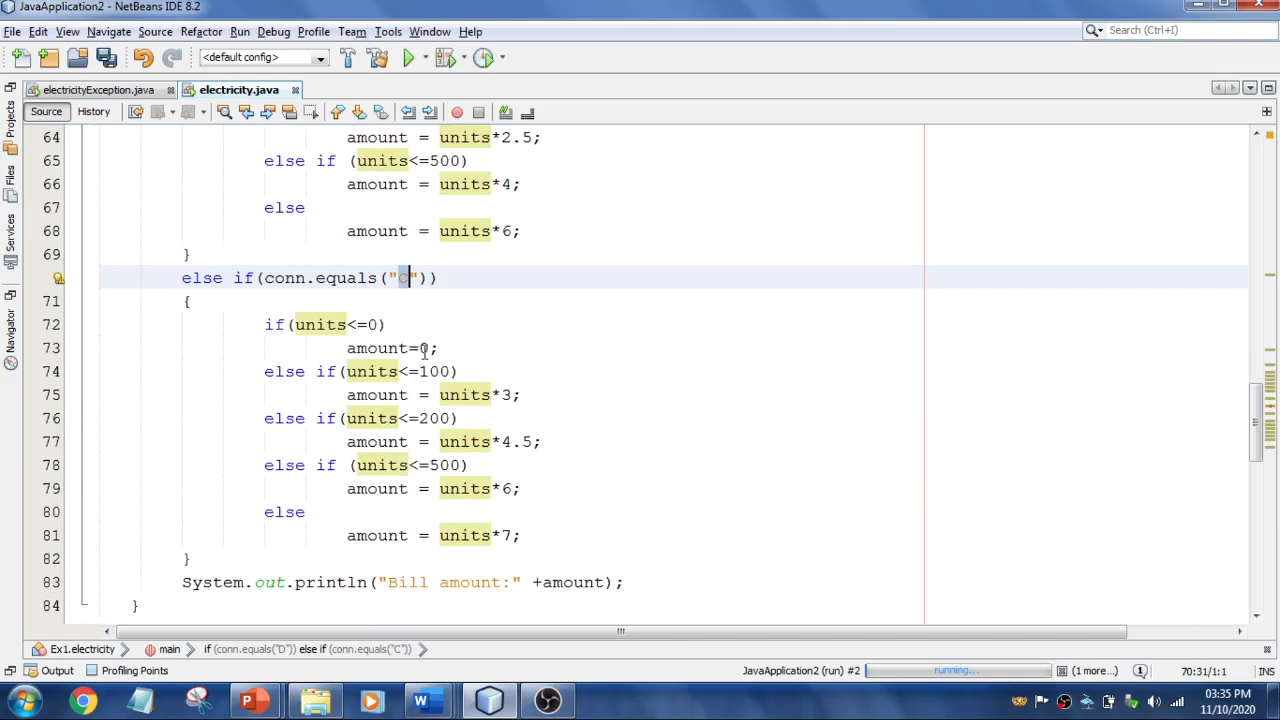 JavaApplication2 - NetBeans IDE 8.2
File Edit View Navigate Source Refactor Run Debug Profile Team Tools Window Help
Search (Ctrl+I)
<default config>
electricityException.java electricity.java
Source History
Projects
Files
Services
Navigator
64 amount = units*2.5;
65 else if (units<=500)
66 amount = units*4;
67 else
68 amount = units*6;
69 }
else if(conn.equals("C"))
71 {
72 if(units<=0)
73 amount=0;
74 else if(units<=100)
75 amount = units*3;
76 else if(units<=200)
77 amount = units*4.5;
78 else if (units<=500)
79 amount = units*6;
80 else
81 amount = units*7;
82 }
83 System.out.println("Bill amount:" +amount);
84 }
Ex1.electricity main if (conn.equals("D")) else if (conn.equals("C"))
Output Profiling Points JavaApplication2 (run) #2 running... (1 more...) 70:31/1:1 INS
03:35 PM
11/10/2020